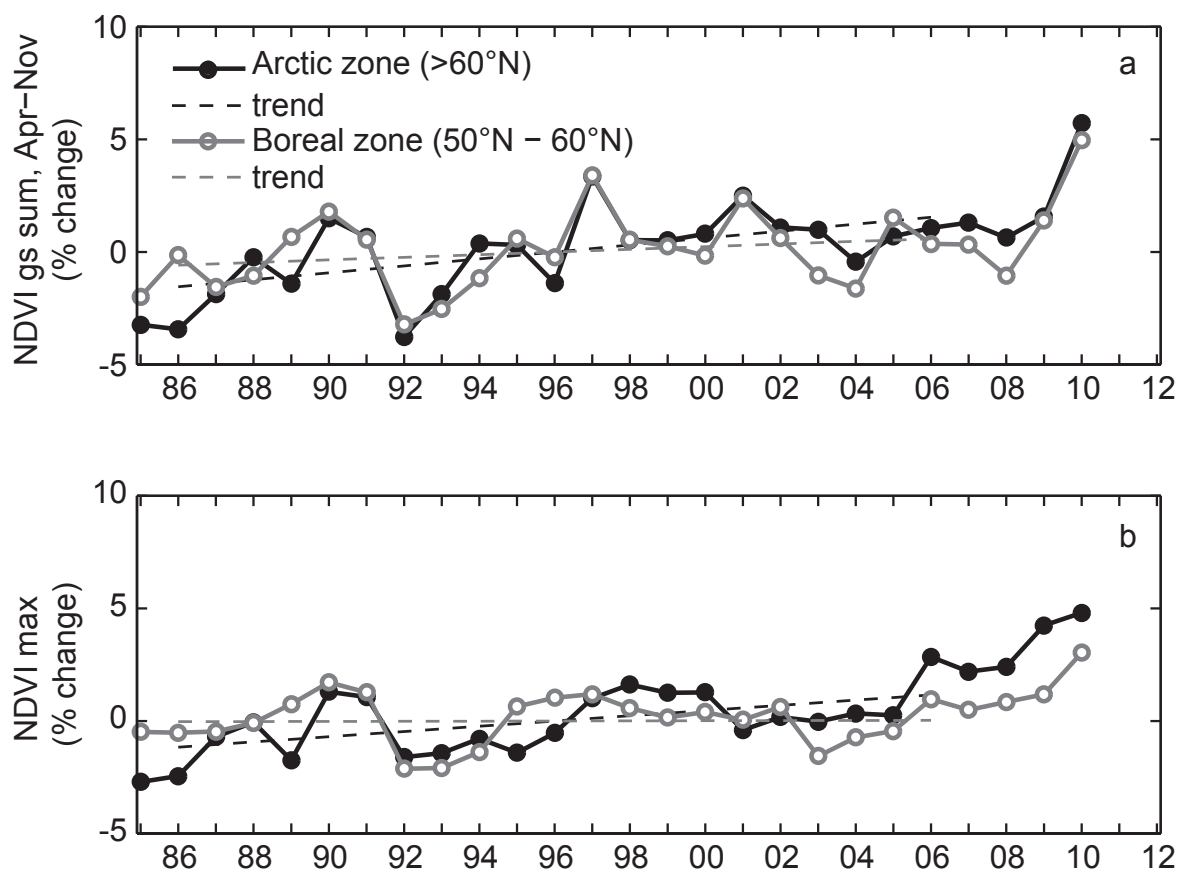 10
5
0
-5
NDVI gs sum, Apr−Nov
(% change)
a
Arctic zone (>60°N)
trend
Boreal zone (50°N − 60°N)
trend
86 88 90 92 94 96 98 00 02 04 06 08 10 12
10
5
0
-5
NDVI max
(% change)
b
86 88 90 92 94 96 98 00 02 04 06 08 10 12